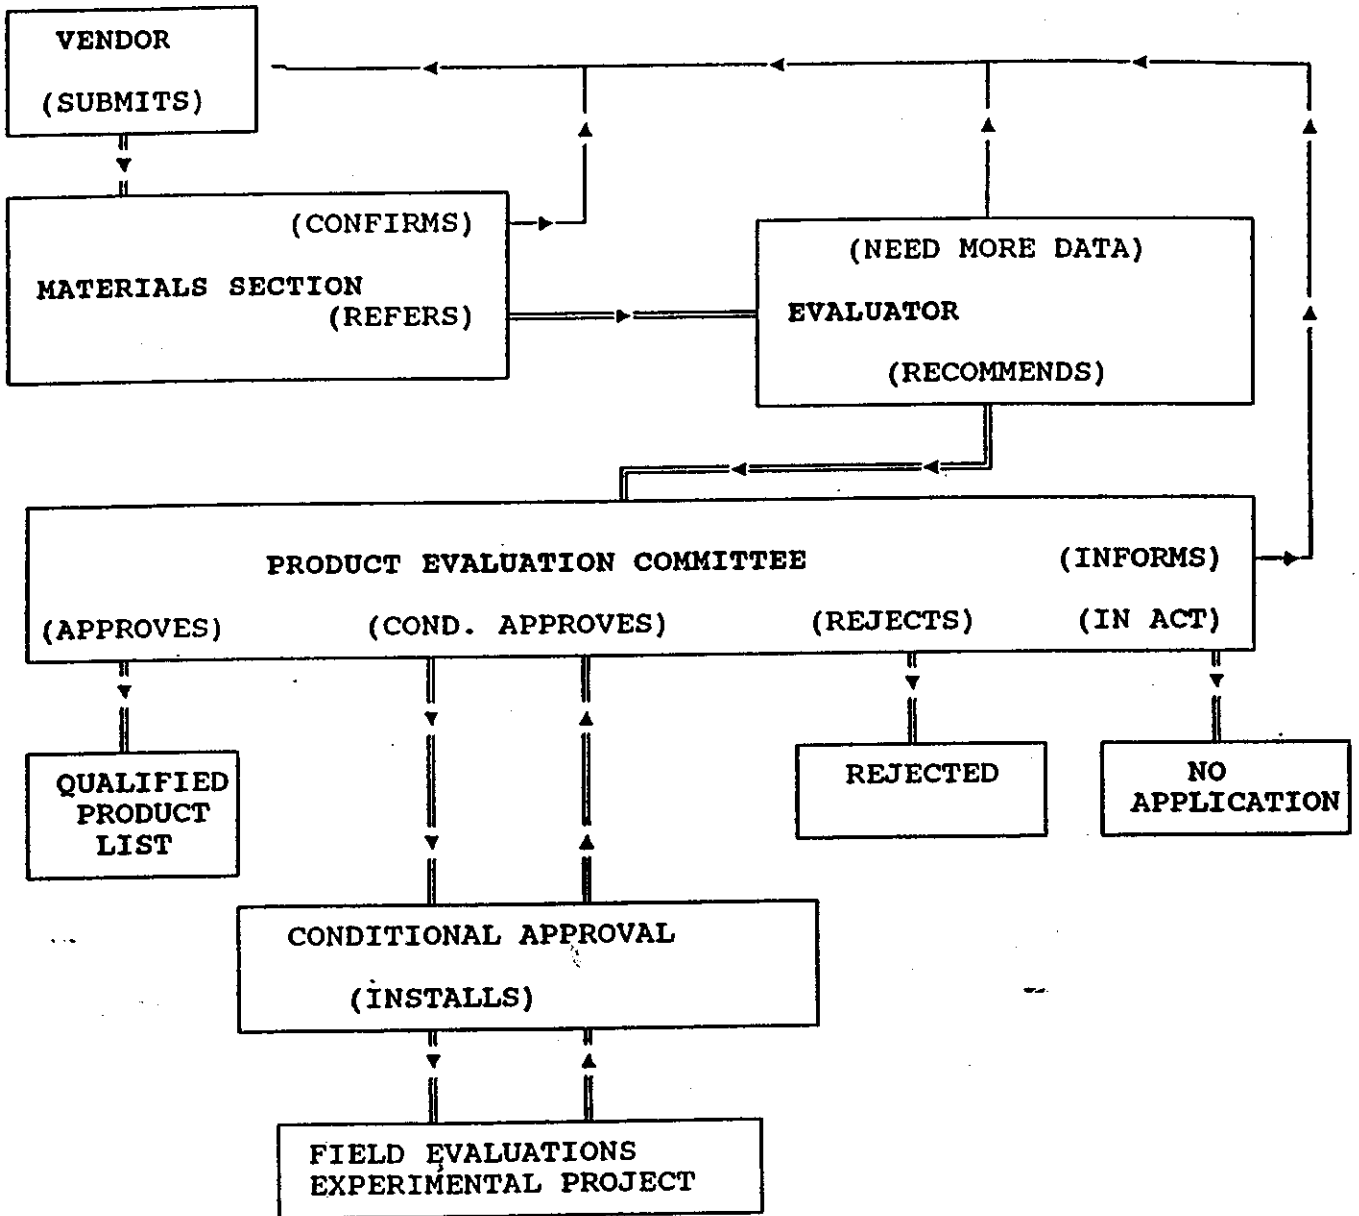 VENDOR
(SUBMITS)
(CONFIRMS)
MATERIALS SECTION
(REFERS)
(NEED MORE DATA)
EVALUATOR
(RECOMMENDS)
PRODUCT EVALUATION COMMITTEE
(INFORMS)
(APPROVES)
(COND. APPROVES)
(REJECTS)
(IN ACT)
QUALIFIED
PRODUCT
LIST
REJECTED
NO
APPLICATION
CONDITIONAL APPROVAL
(INSTALLS)
FIELD EVALUATIONS
EXPERIMENTAL PROJECT